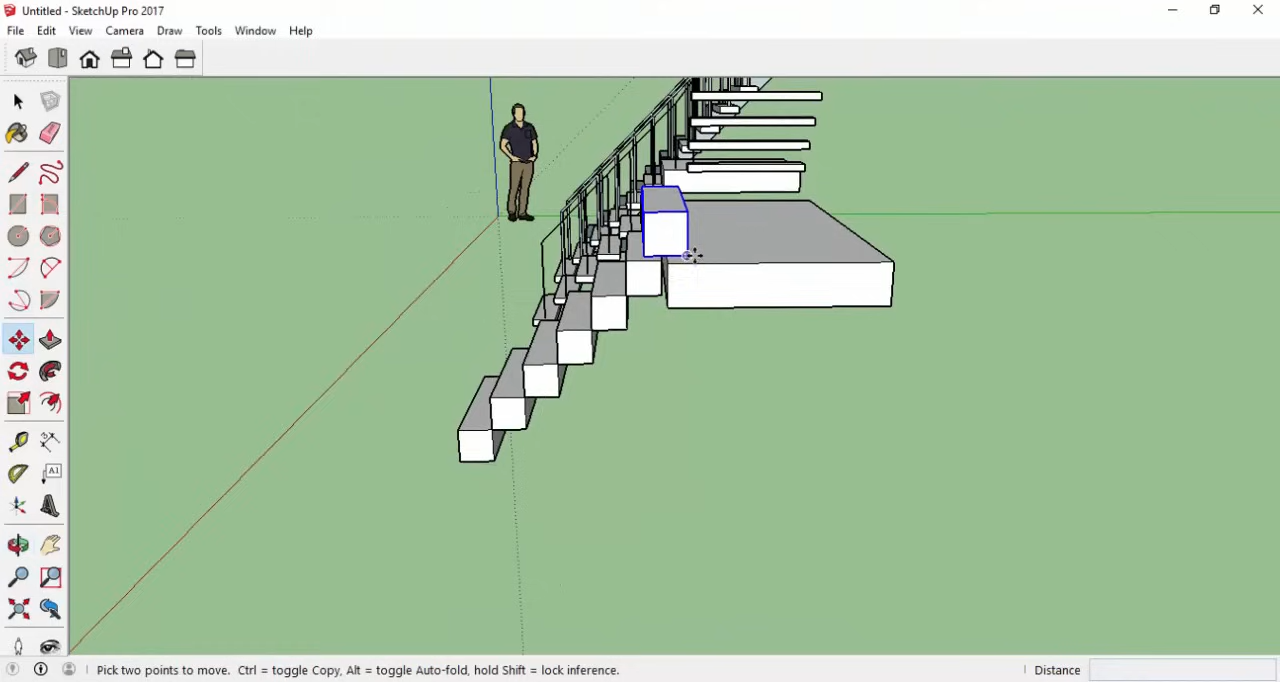 Untitled - SketchUp Pro 2017
File Edit View Camera Draw Tools Window Help
A1
Pick two points to move. Ctrl = toggle Copy, Alt = toggle Auto-fold, hold Shift = lock inference.
Distance